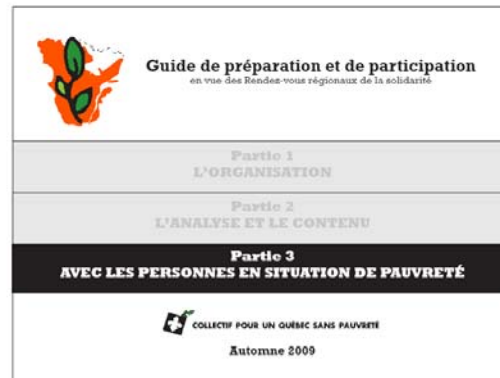 Guide de préparation et de participation
en vue des Rendez-vous régionaux de la solidarité
Partie 1
L'ORGANISATION
Partie 2
L'ANALYSE ET LE CONTENU
Partie 3
AVEC LES PERSONNES EN SITUATION DE PAUVRETÉ
COLLECTIF POUR UN QUÉBEC SANS PAUVRETÉ
Automne 2009